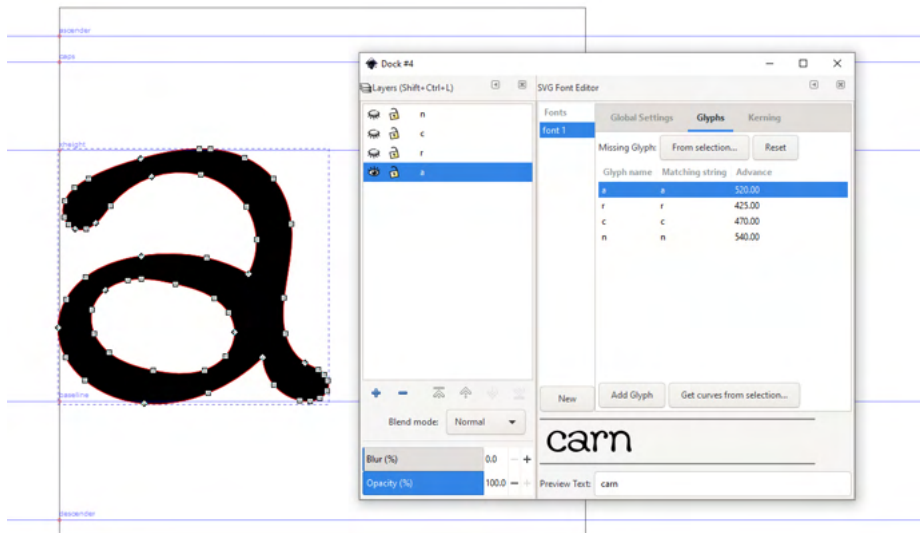 ascender
caps
xheight
baseline
descender
Dock #4
Layers (Shift+Ctrl+L)
n
c
r
a
Blend mode: Normal
Blur (%) 0.0
Opacity (%) 100.0
SVG Font Editor
Fonts
font 1
New
Global Settings Glyphs Kerning
Missing Glyph: From selection... Reset
Glyph name Matching string Advance
a a 520.00
r r 425.00
c c 470.00
n n 540.00
Add Glyph Get curves from selection...
carn
Preview Text: carn
a